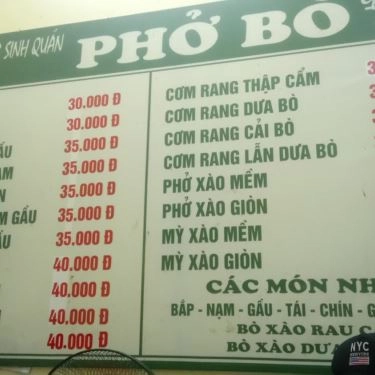 SINH QUÁN
PHỞ BÒ
30.000 Đ
30.000 Đ
35.000 Đ
35.000 Đ
35.000 Đ
GẦU 35.000 Đ
35.000 Đ
40.000 Đ
40.000 Đ
40.000 Đ
40.000 Đ
CƠM RANG THẬP CẨM
CƠM RANG DƯA BÒ
CƠM RANG CẢI BÒ
CƠM RANG LẪN DƯA BÒ
PHỞ XÀO MỀM
PHỞ XÀO GIÒN
MỲ XÀO MỀM
MỲ XÀO GIÒN
CÁC MÓN NH
BẮP - NẠM - GẦU - TÁI - CHÍN - G
BÒ XÀO RAU C
BÒ XÀO DƯA
NYC